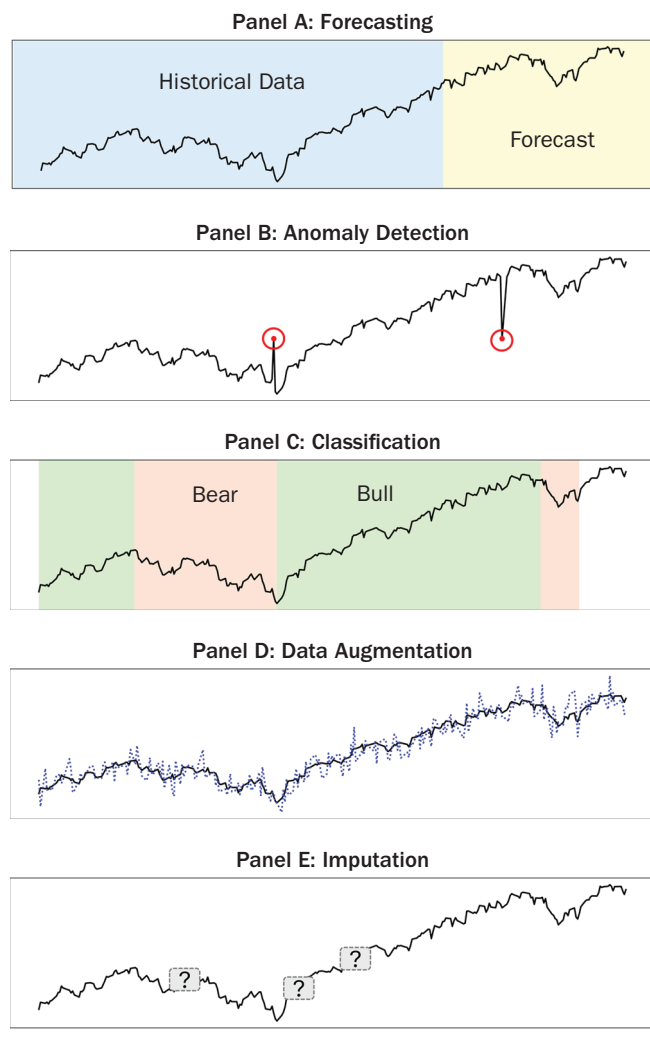 Panel A: Forecasting
Historical Data
Forecast
Panel B: Anomaly Detection
Panel C: Classification
Bear
Bull
Panel D: Data Augmentation
Panel E: Imputation
?
?
?